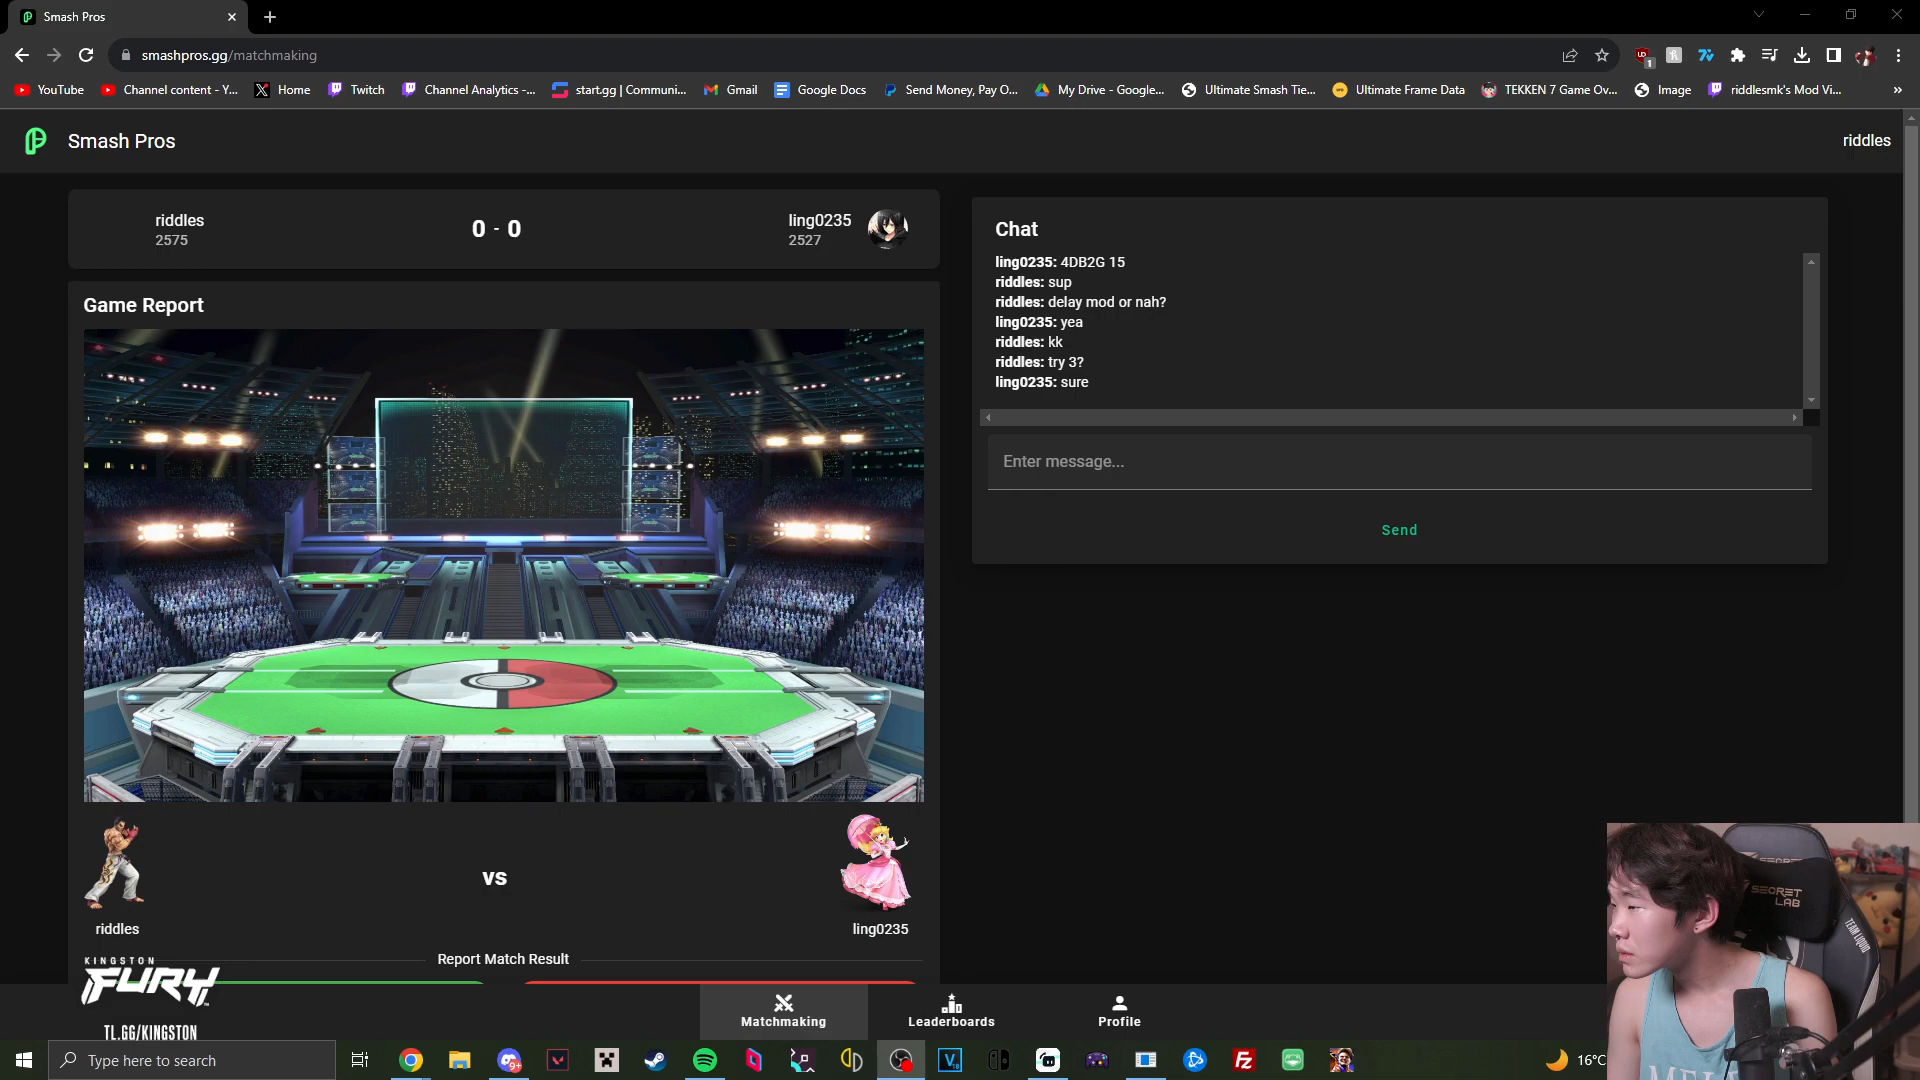 Smash Pros
smashpros.gg/matchmaking
YouTube
Channel content - Y...
Home
Twitch
Channel Analytics -...
start.gg | Communi...
Gmail
Google Docs
Send Money, Pay O...
My Drive - Google...
Ultimate Smash Tie...
Ultimate Frame Data
TEKKEN 7 Game Ov...
Image
riddlesmk's Mod Vi...
Smash Pros
riddles
riddles
2575
0 - 0
ling0235
2527
Game Report
riddles
vs
ling0235
Report Match Result
Chat
ling0235: 4DB2G 15
riddles: sup
riddles: delay mod or nah?
ling0235: yea
riddles: kk
riddles: try 3?
ling0235: sure
Enter message...
Send
KINGSTON
FURY
TL.GG/KINGSTON
SECRET
LAB
TEAM LIQUID
Matchmaking
Leaderboards
Profile
Type here to search
9+
16°C